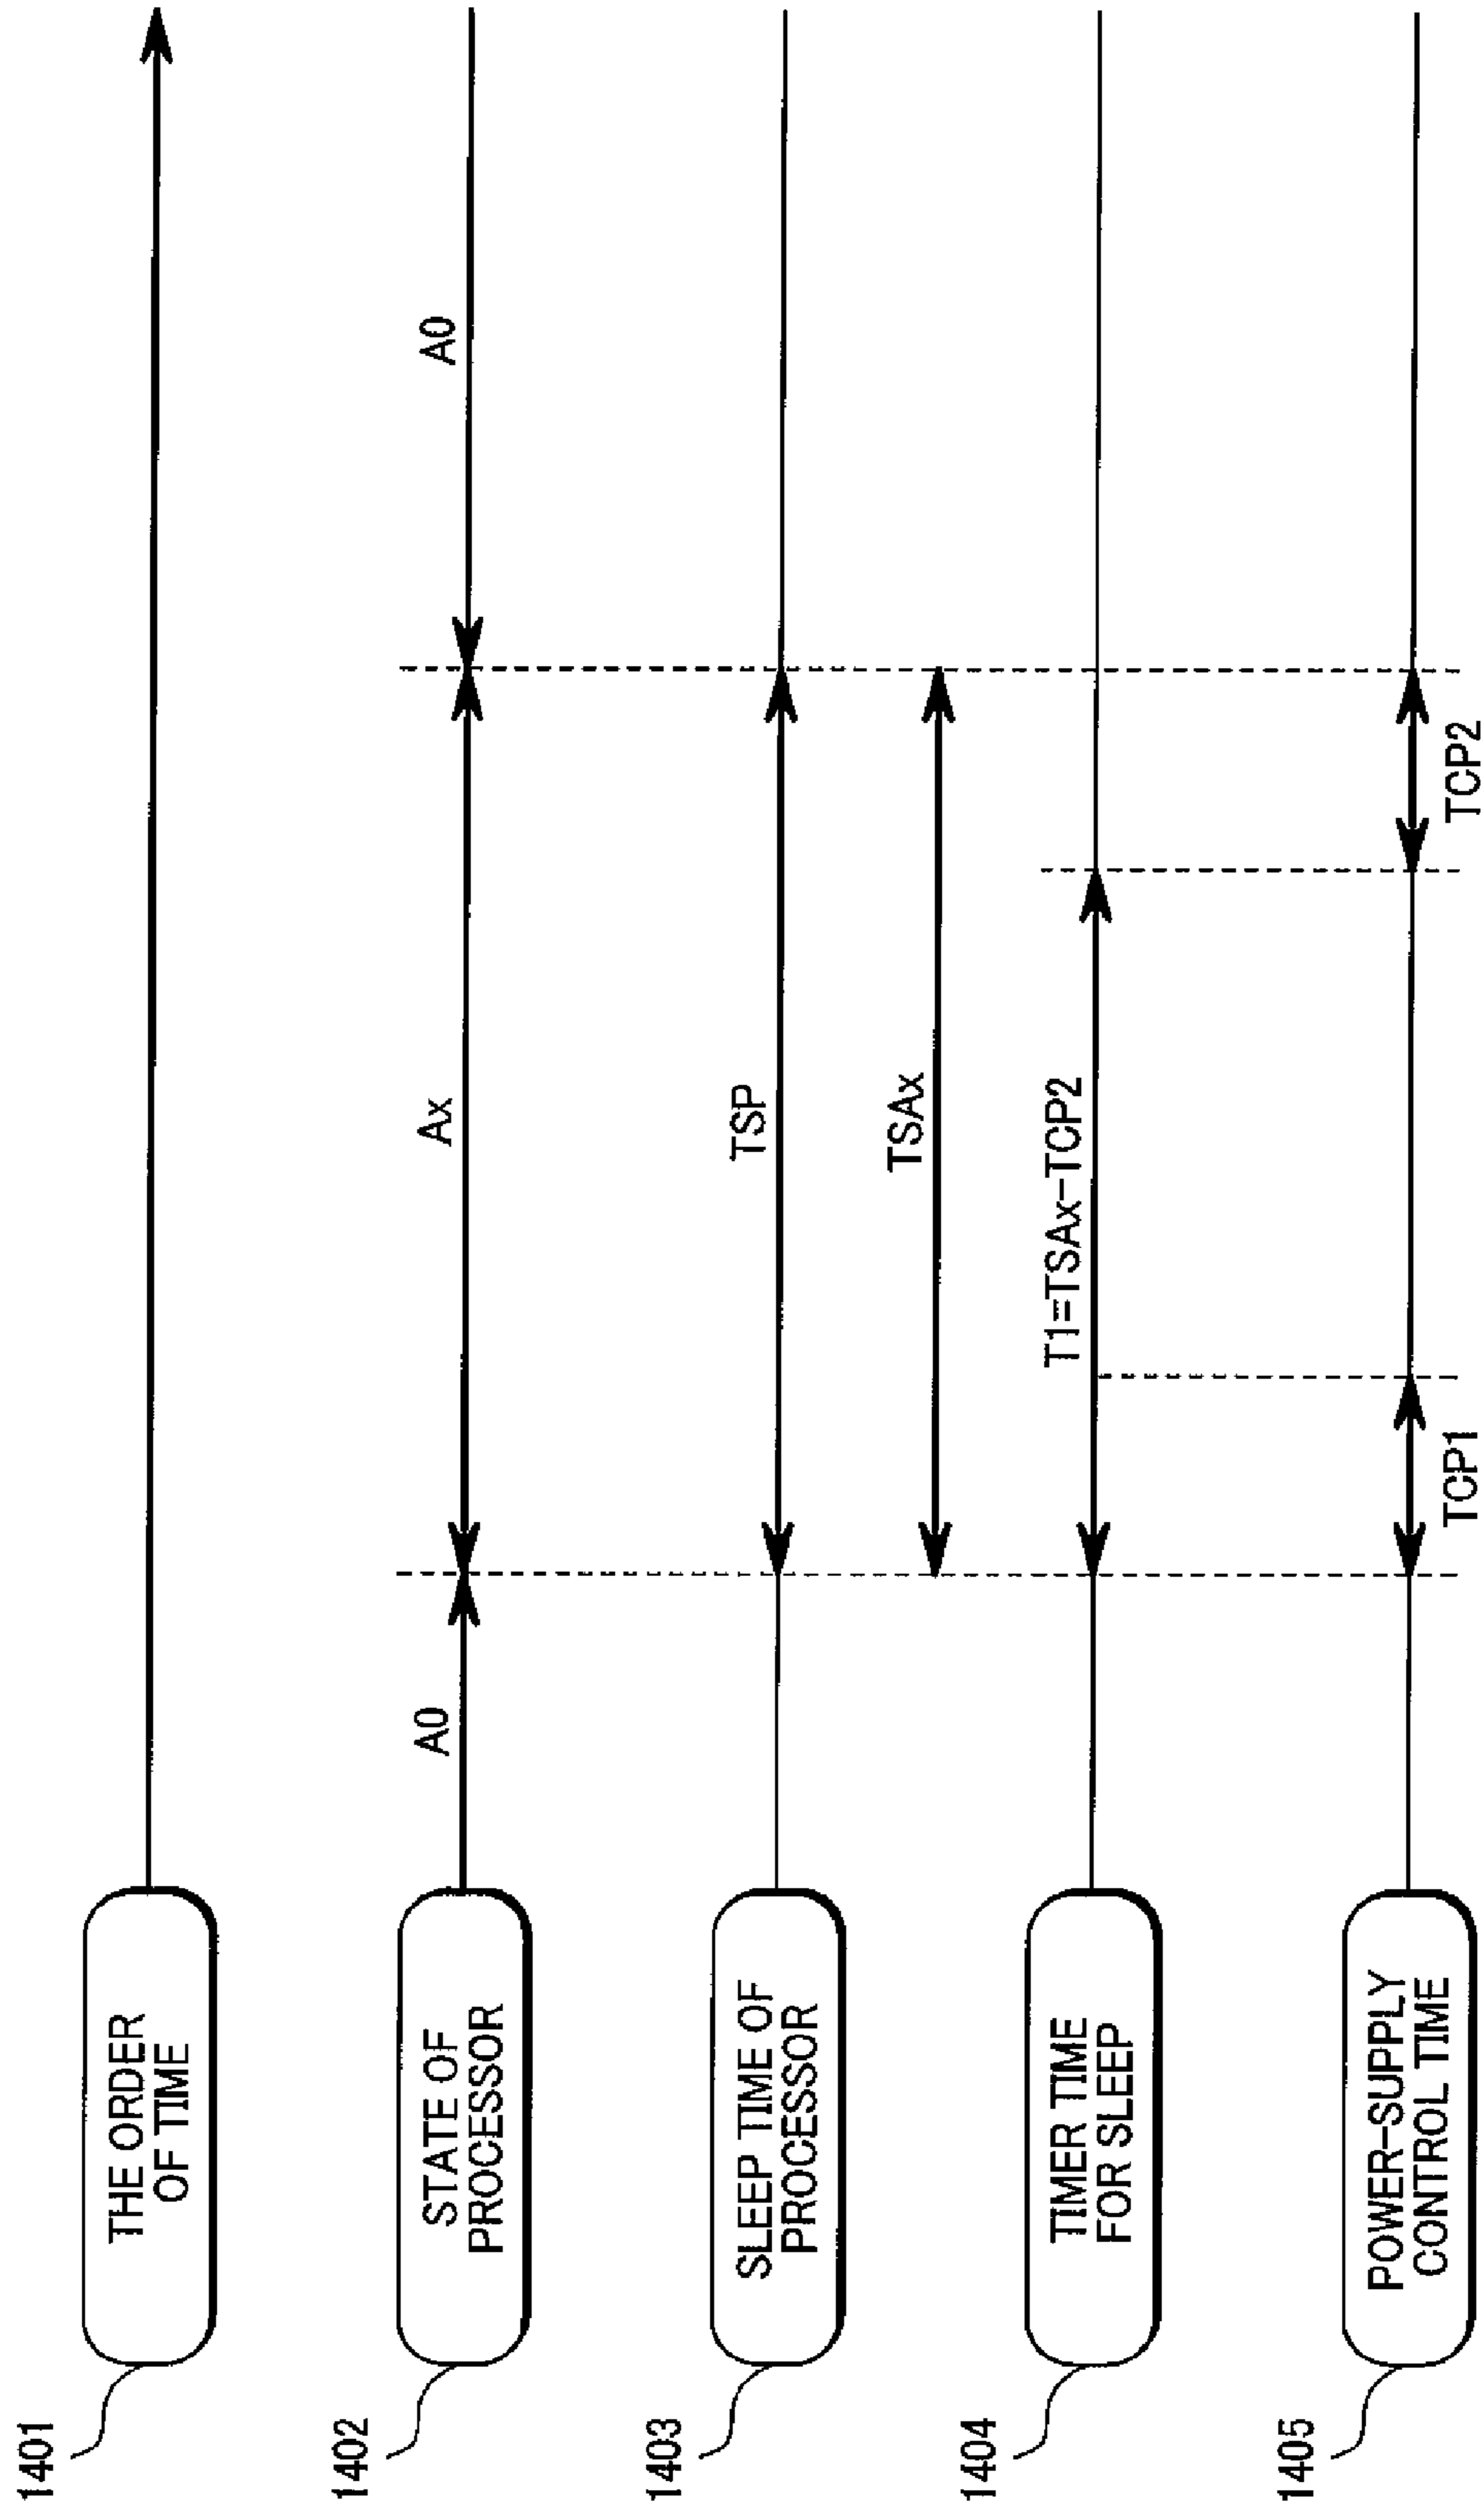 1401
THE ORDER
OF TIME
1402
STATE OF
PROCESSOR
A0
Ax
A0
1403
SLEEP TIME OF
PROCESSOR
TSP
TSAx
1404
TIMER TIME
FOR SLEEP
T1=TSAx-TCP2
1405
POWER-SUPPLY
CONTROL TIME
TCP1
TCP2